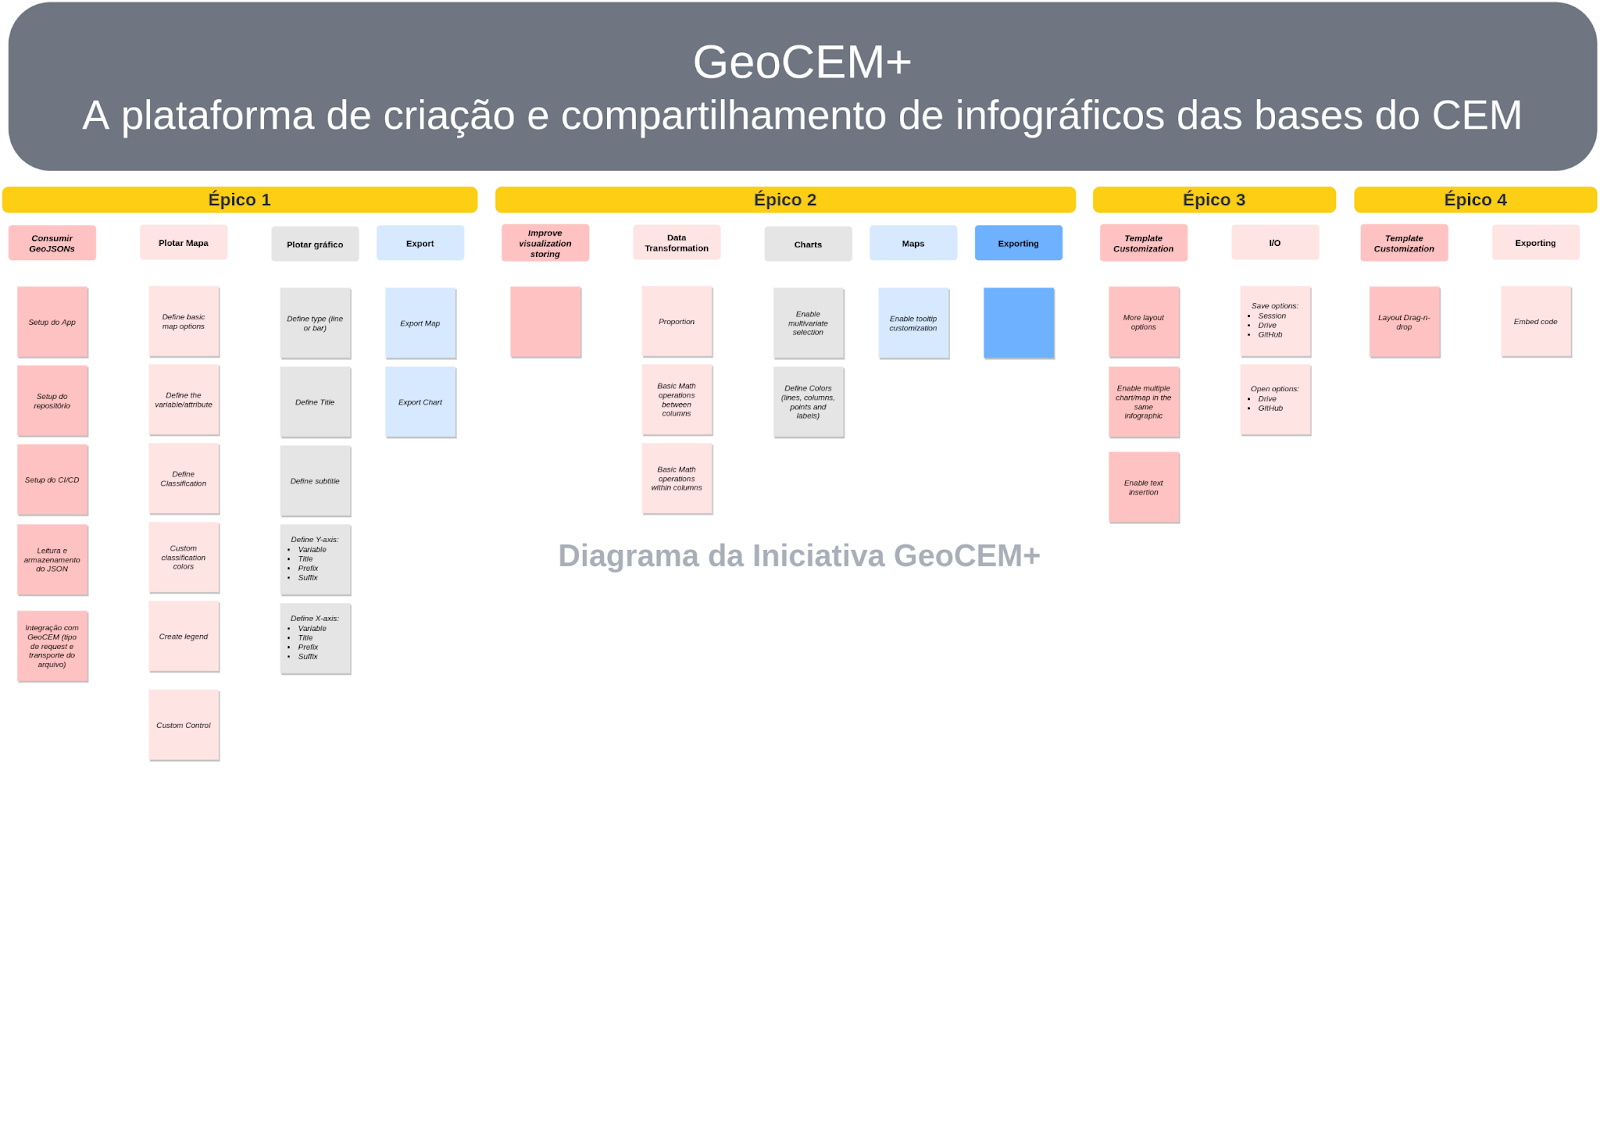 GeoCEM+
A plataforma de criação e compartilhamento de infográficos das bases do CEM
Épico 1
Consumir
GeoJSONs
Setup do App
Setup do
repositório
Setup do CI/CD
Leitura e
armazenamento
do JSON
Integração com
GeoCEM (tipo
de request e
transporte do
arquivo)
Plotar Mapa
Define basic
map options
Define the
variable/attribute
Define
Classification
Custom
classification
colors
Create legend
Custom Control
Plotar gráfico
Define type (line
or bar)
Define Title
Define subtitle
Define Y-axis:
• Variable
• Title
• Prefix
• Suffix
Define X-axis:
• Variable
• Title
• Prefix
• Suffix
Export
Export Map
Export Chart
Épico 2
Improve
visualization
storing
Data
Transformation
Proportion
Basic Math
operations
between
columns
Basic Math
operations
within columns
Charts
Enable
multivariate
selection
Define Colors
(lines, columns,
points and
labels)
Maps
Enable tooltip
customization
Exporting
Épico 3
Template
Customization
More layout
options
Enable multiple
chart/map in the
same
infographic
Enable text
insertion
I/O
Save options:
• Session
• Drive
• GitHub
Open options:
• Drive
• GitHub
Épico 4
Template
Customization
Layout Drag-n-
drop
Exporting
Embed code
Diagrama da Iniciativa GeoCEM+